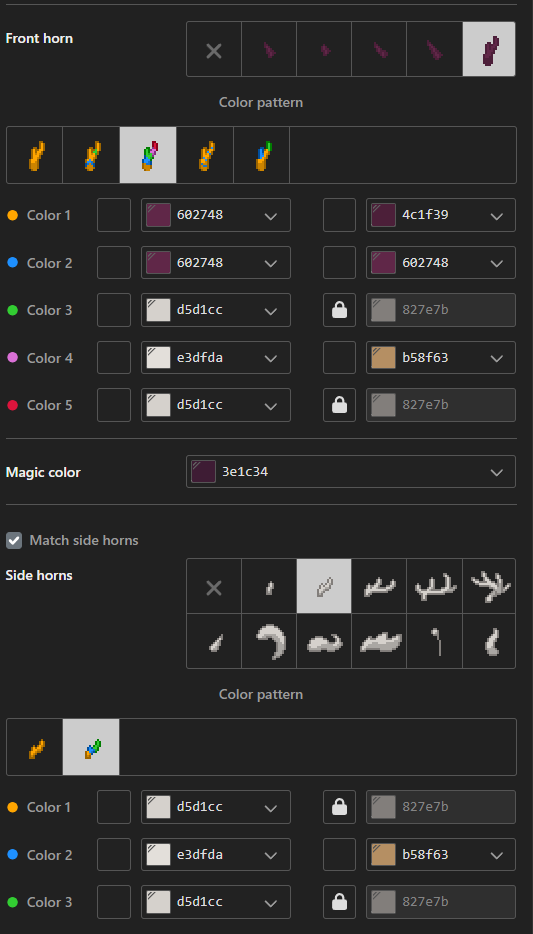 Front horn
Color pattern
Color 1 602748 4c1f39
Color 2 602748 602748
Color 3 d5d1cc 827e7b
Color 4 e3dfda b58f63
Color 5 d5d1cc 827e7b
Magic color 3e1c34
Match side horns
Side horns
Color pattern
Color 1 d5d1cc 827e7b
Color 2 e3dfda b58f63
Color 3 d5d1cc 827e7b